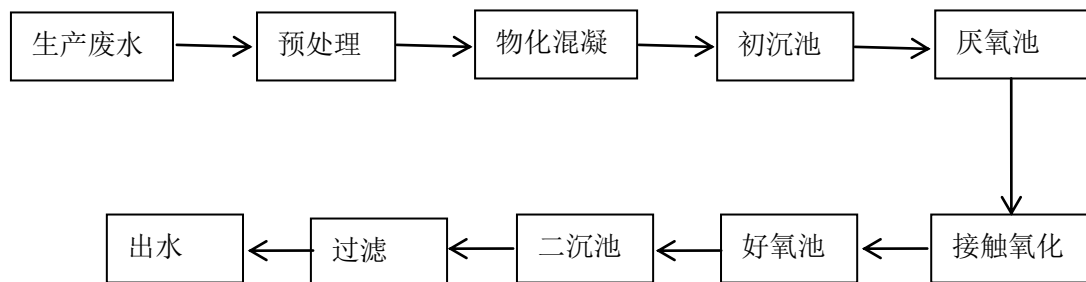 生产废水
预处理
物化混凝
初沉池
厌氧池
接触氧化
好氧池
二沉池
过滤
出水